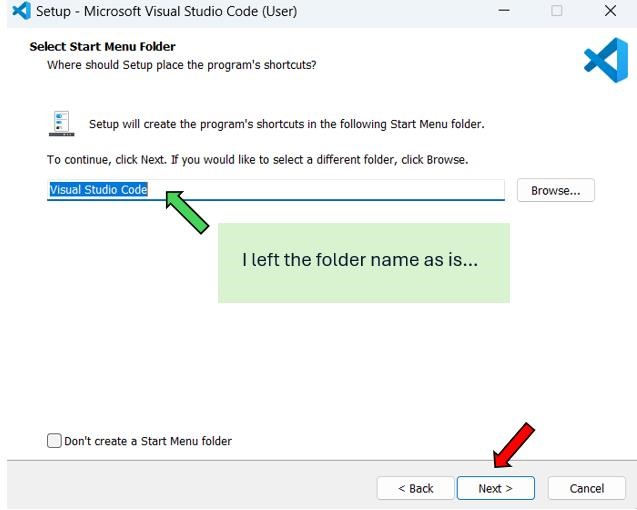 Setup - Microsoft Visual Studio Code (User)
Select Start Menu Folder
Where should Setup place the program's shortcuts?
Setup will create the program's shortcuts in the following Start Menu folder.
To continue, click Next. If you would like to select a different folder, click Browse.
Visual Studio Code
Browse...
I left the folder name as is...
Don't create a Start Menu folder
< Back
Next >
Cancel